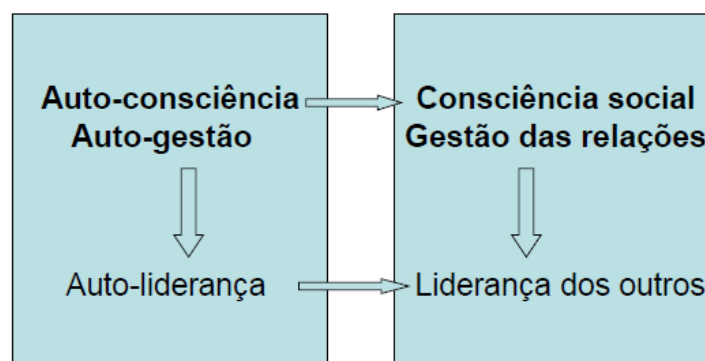 Auto-consciência
Auto-gestão
Auto-liderança
Consciência social
Gestão das relações
Liderança dos outros